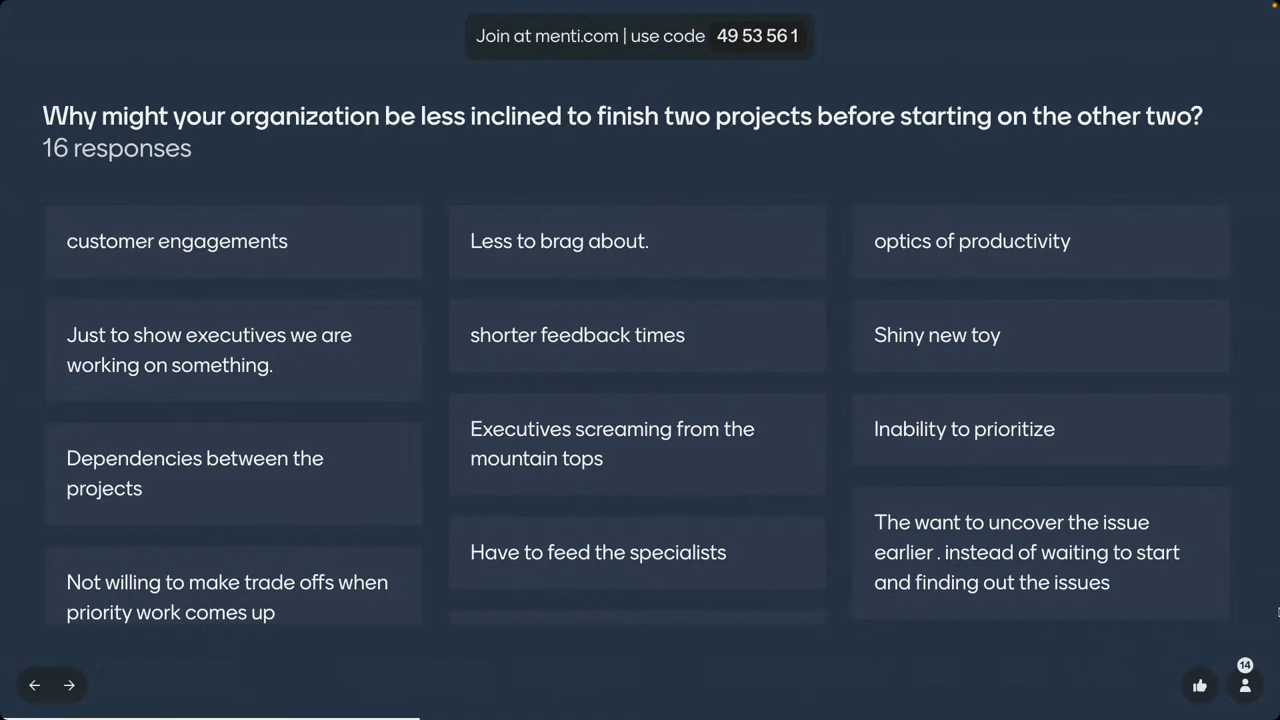 Join at menti.com | use code 49 53 56 1
Why might your organization be less inclined to finish two projects before starting on the other two?
16 responses
customer engagements
Just to show executives we are
working on something.
Dependencies between the
projects
Not willing to make trade offs when
priority work comes up
Less to brag about.
shorter feedback times
Executives screaming from the
mountain tops
Have to feed the specialists
optics of productivity
Shiny new toy
Inability to prioritize
The want to uncover the issue
earlier . instead of waiting to start
and finding out the issues
14